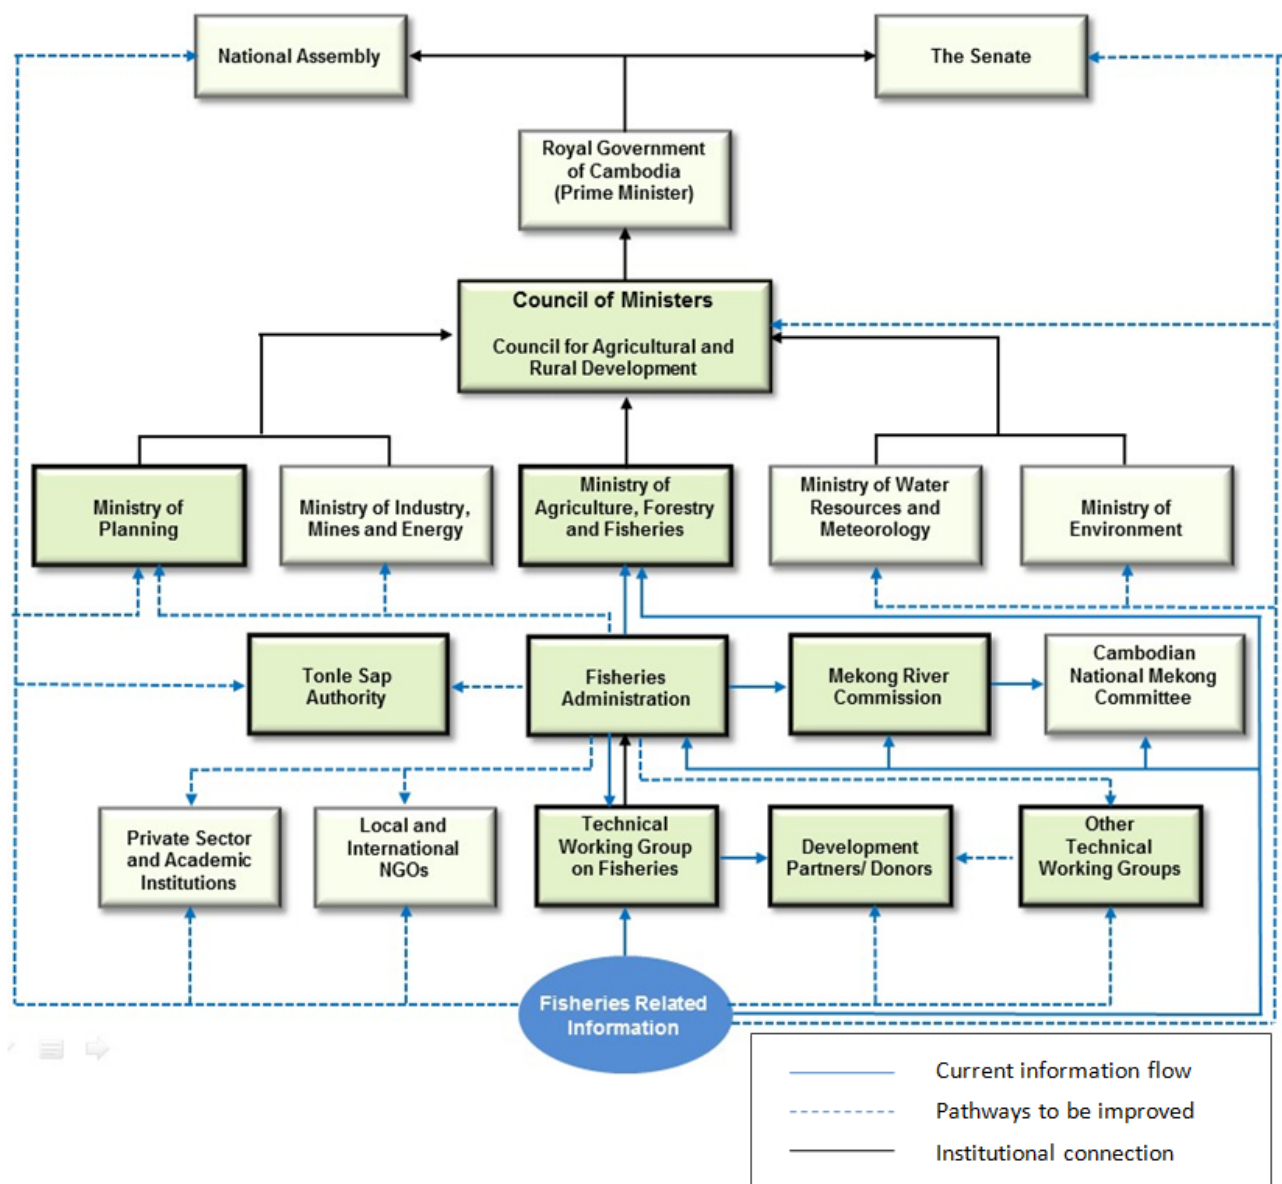 National Assembly
The Senate
Royal Government
of Cambodia
(Prime Minister)
Council of Ministers
Council for Agricultural and
Rural Development
Ministry of
Planning
Ministry of Industry,
Mines and Energy
Ministry of
Agriculture, Forestry
and Fisheries
Ministry of Water
Resources and
Meteorology
Ministry of
Environment
Tonle Sap
Authority
Fisheries
Administration
Mekong River
Commission
Cambodian
National Mekong
Committee
Private Sector
and Academic
Institutions
Local and
International
NGOs
Technical
Working Group
on Fisheries
Development
Partners/ Donors
Other
Technical
Working Groups
Fisheries Related
Information
Current information flow
Pathways to be improved
Institutional connection